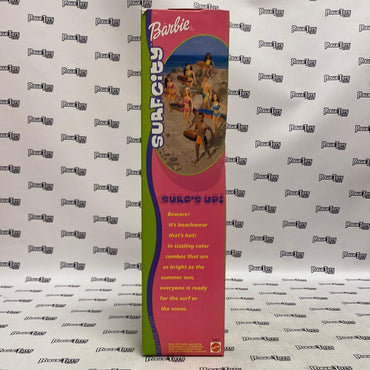 Barbie
SURF CITY
SURF'S UP!
Beware!
It's beachwear
that's hot!
In sizzling color
combos that are
as bright as the
summer sun,
everyone is ready
for the surf or
the scene.
MATTEL